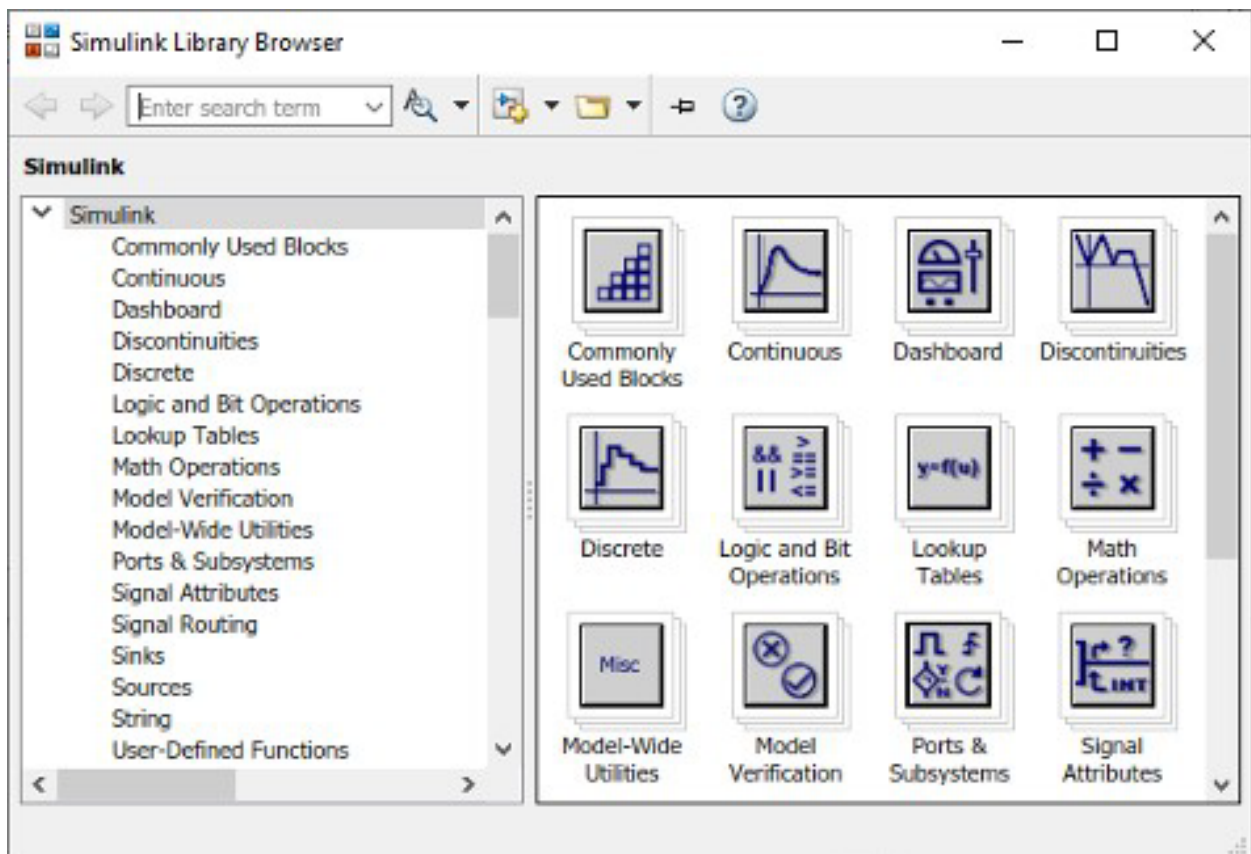 Simulink Library Browser
Enter search term
Simulink
Simulink
Commonly Used Blocks
Continuous
Dashboard
Discontinuities
Discrete
Logic and Bit Operations
Lookup Tables
Math Operations
Model Verification
Model-Wide Utilities
Ports & Subsystems
Signal Attributes
Signal Routing
Sinks
Sources
String
User-Defined Functions
Commonly
Used Blocks
Continuous
Dashboard
Discontinuities
&& >
==
|| >=
<=
y=f(u)
+ −
÷ ×
Discrete
Logic and Bit
Operations
Lookup
Tables
Math
Operations
Misc
Y
N
?
INT
Model-Wide
Utilities
Model
Verification
Ports &
Subsystems
Signal
Attributes